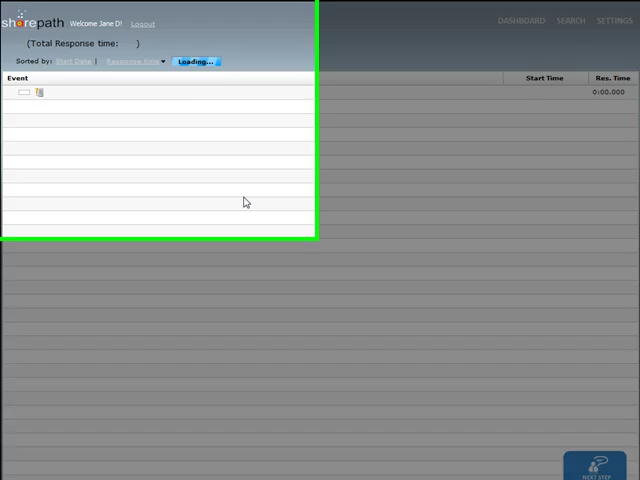 sharepath Welcome Jane D! Logout
DASHBOARD SEARCH SETTINGS
(Total Response time: )
Sorted by: Start Date | Response time Loading...
Event Start Time Res. Time
0:00.000
NEXT STEP